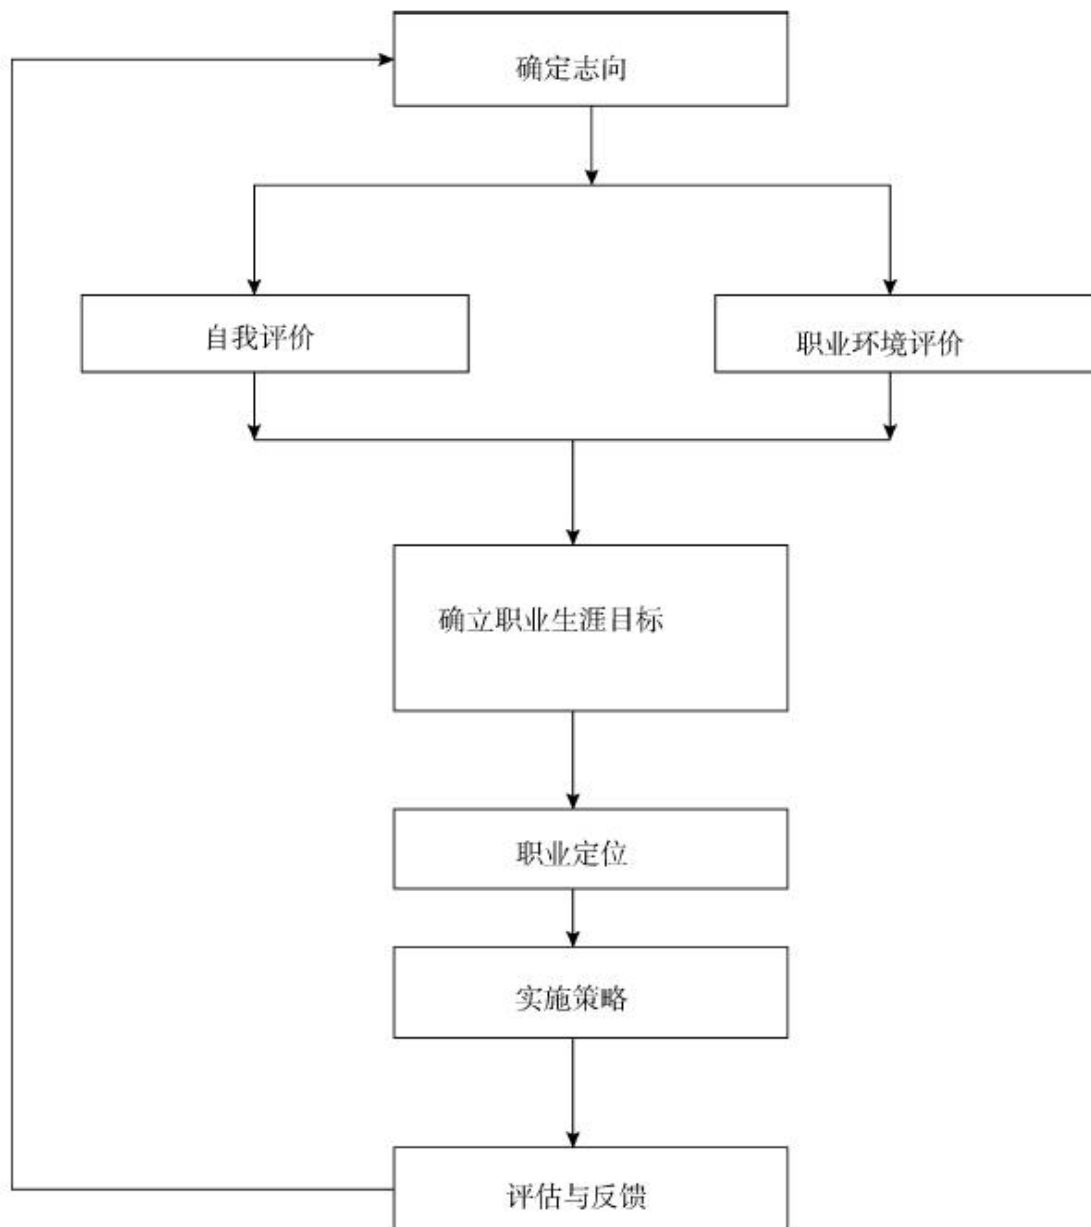 确定志向
自我评价
职业环境评价
确立职业生涯目标
职业定位
实施策略
评估与反馈